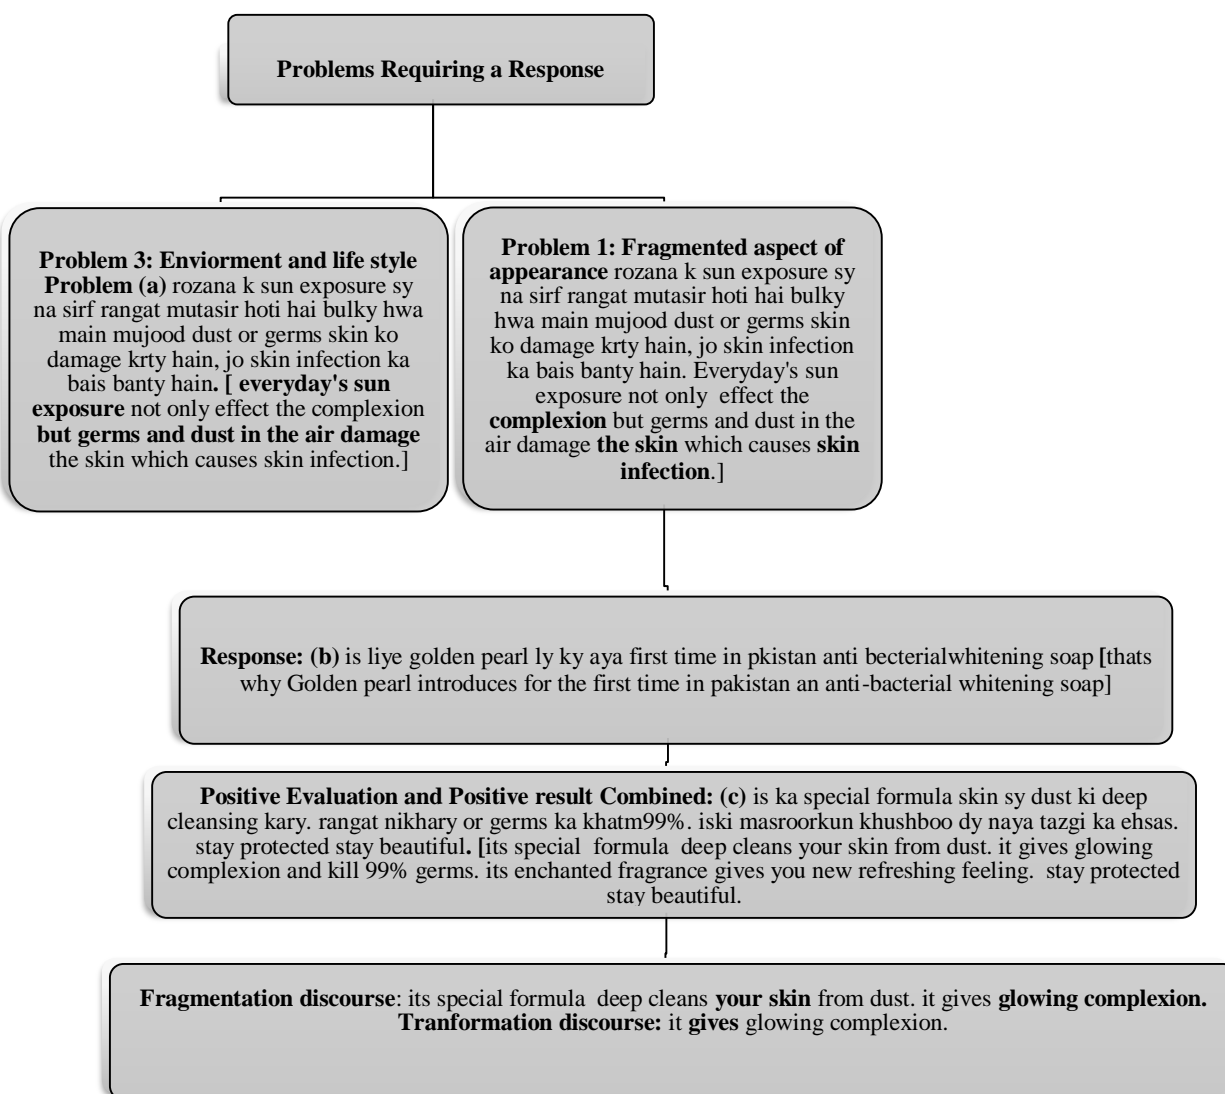 Problems Requiring a Response
Problem 3: Enviorment and life style
Problem (a) rozana k sun exposure sy
na sirf rangat mutasir hoti hai bulky hwa
main mujood dust or germs skin ko
damage krty hain, jo skin infection ka
bais banty hain. [ everyday's sun
exposure not only effect the complexion
but germs and dust in the air damage
the skin which causes skin infection.]
Problem 1: Fragmented aspect of
appearance rozana k sun exposure sy
na sirf rangat mutasir hoti hai bulky
hwa main mujood dust or germs skin
ko damage krty hain, jo skin infection
ka bais banty hain. Everyday's sun
exposure not only effect the
complexion but germs and dust in the
air damage the skin which causes skin
infection.]
Response: (b) is liye golden pearl ly ky aya first time in pkistan anti becterialwhitening soap [thats
why Golden pearl introduces for the first time in pakistan an anti-bacterial whitening soap]
Positive Evaluation and Positive result Combined: (c) is ka special formula skin sy dust ki deep
cleansing kary. rangat nikhary or germs ka khatm99%. iski masroorkun khushboo dy naya tazgi ka ehsas.
stay protected stay beautiful. [its special formula deep cleans your skin from dust. it gives glowing
complexion and kill 99% germs. its enchanted fragrance gives you new refreshing feeling. stay protected
stay beautiful.
Fragmentation discourse: its special formula deep cleans your skin from dust. it gives glowing complexion.
Tranformation discourse: it gives glowing complexion.